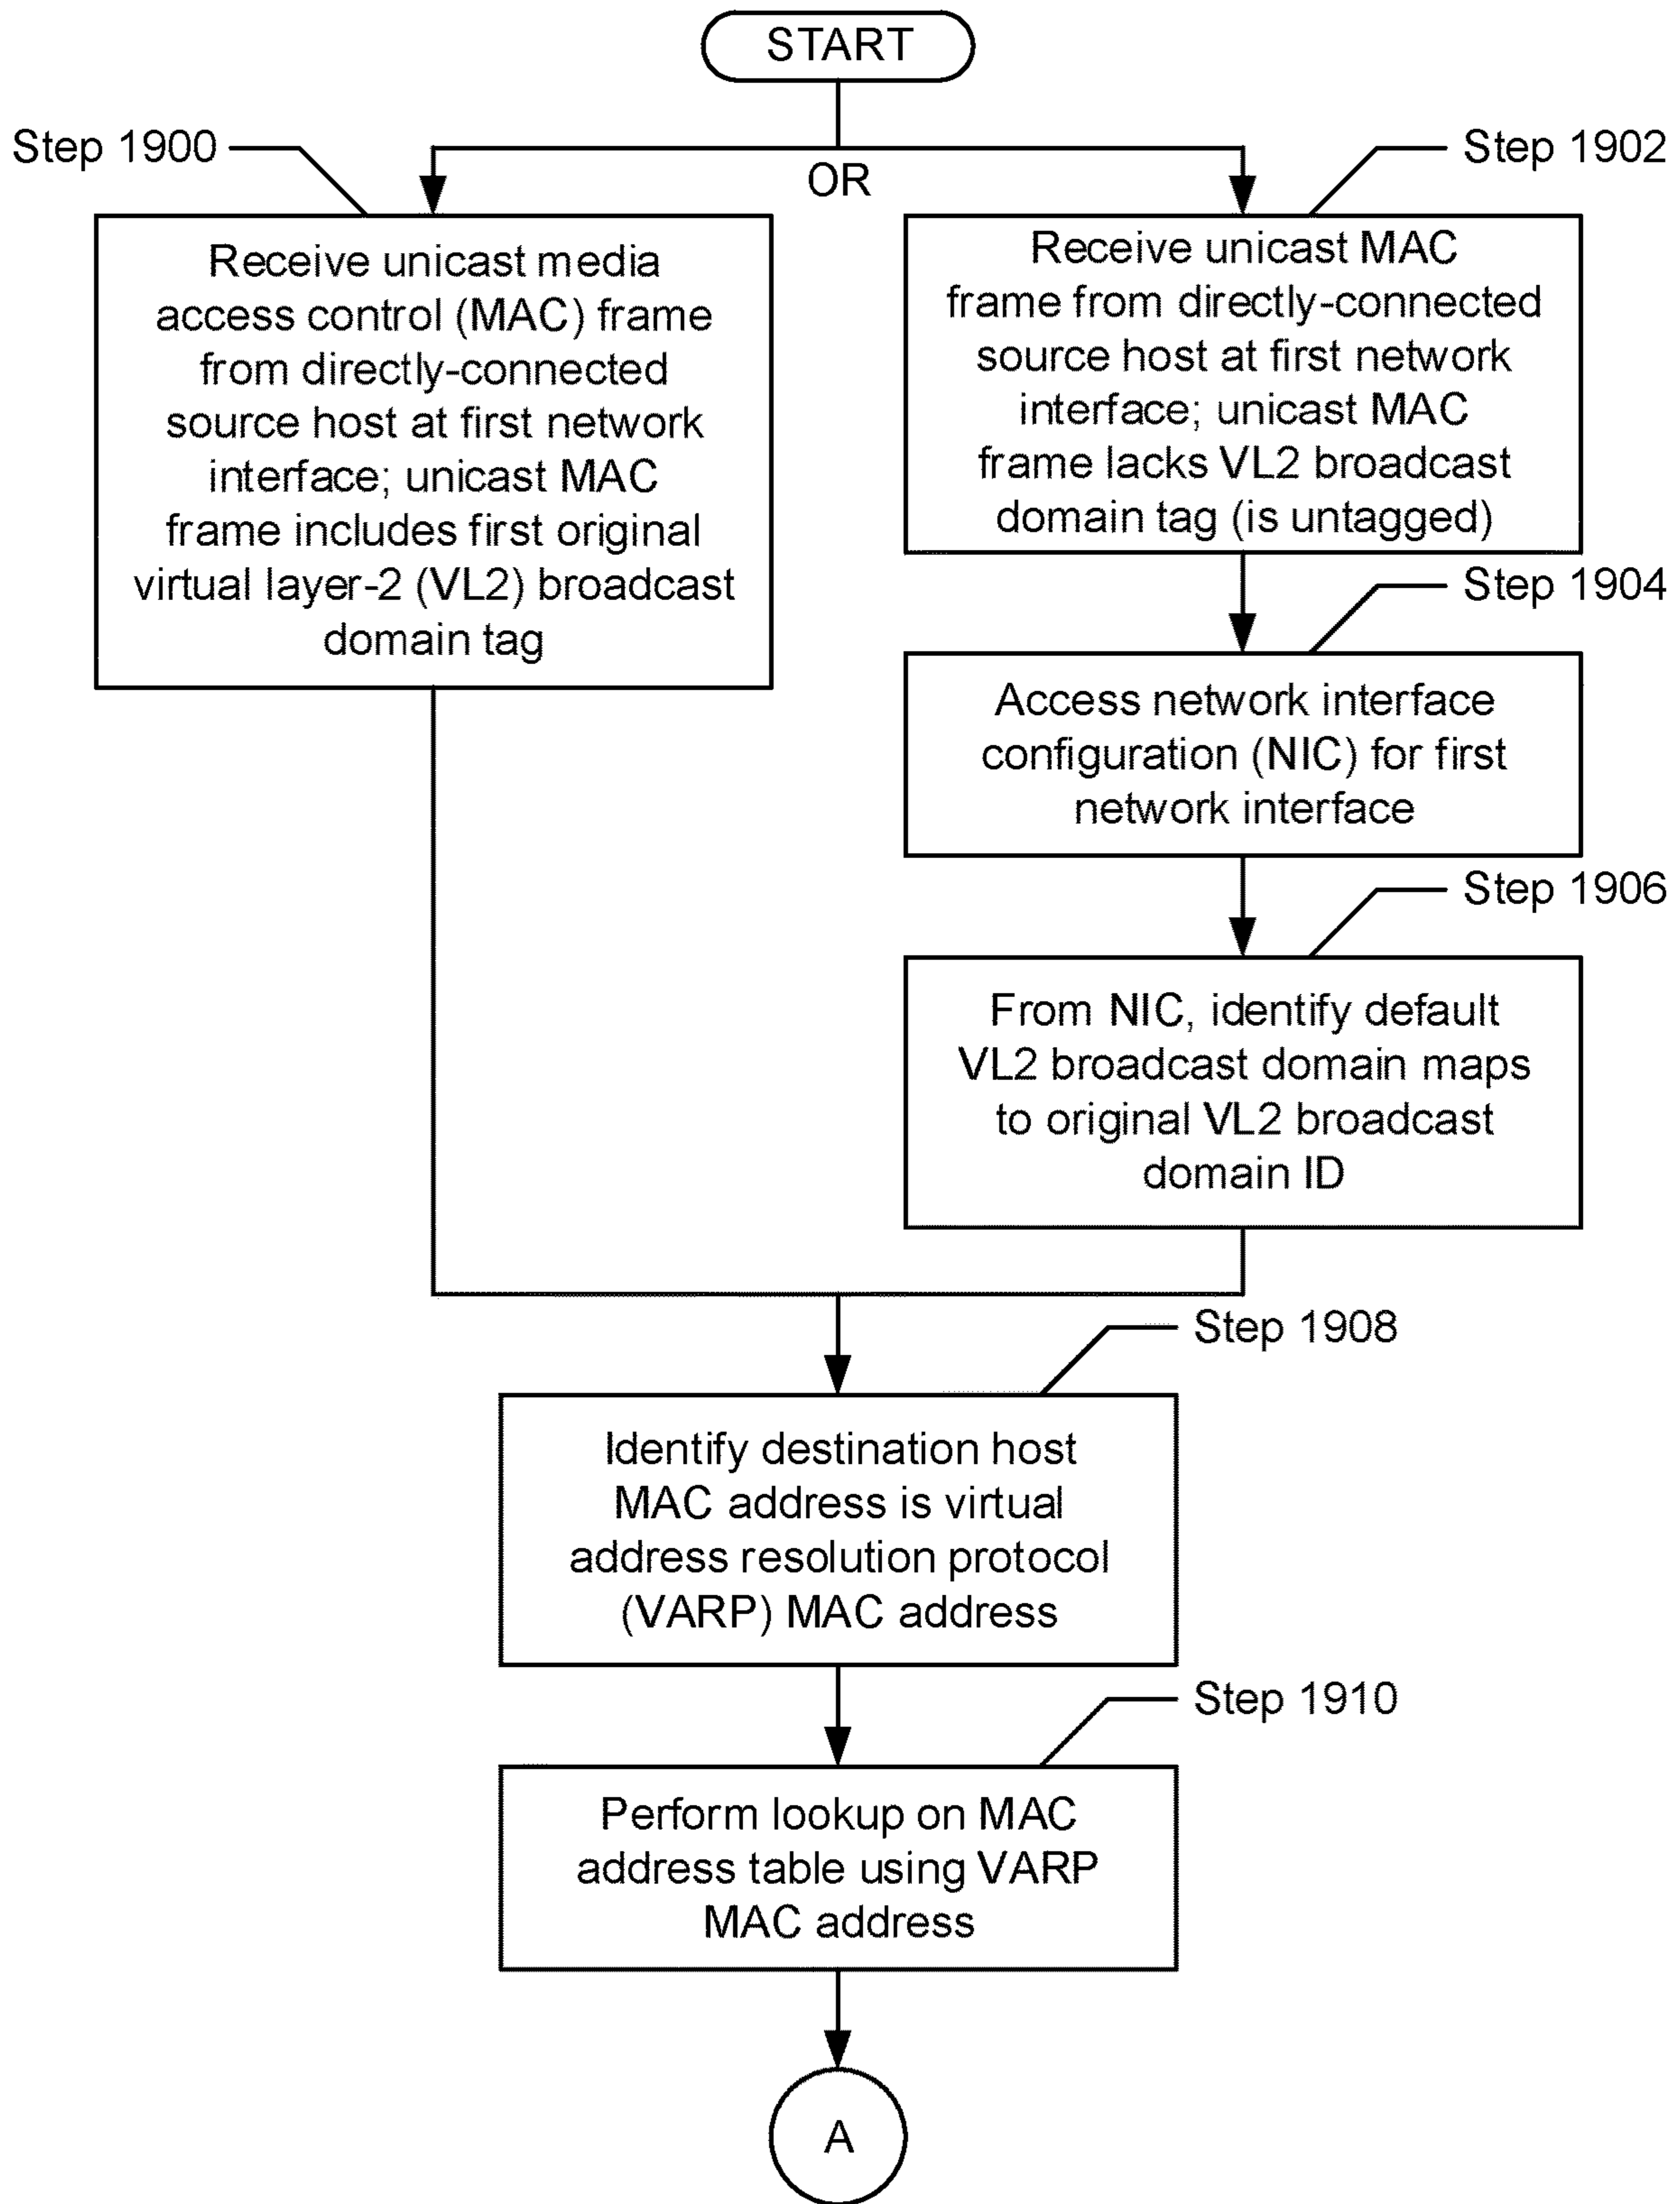 START
OR
Step 1900
Receive unicast media
access control (MAC) frame
from directly-connected
source host at first network
interface; unicast MAC
frame includes first original
virtual layer-2 (VL2) broadcast
domain tag
Step 1902
Receive unicast MAC
frame from directly-connected
source host at first network
interface; unicast MAC
frame lacks VL2 broadcast
domain tag (is untagged)
Step 1904
Access network interface
configuration (NIC) for first
network interface
Step 1906
From NIC, identify default
VL2 broadcast domain maps
to original VL2 broadcast
domain ID
Step 1908
Identify destination host
MAC address is virtual
address resolution protocol
(VARP) MAC address
Step 1910
Perform lookup on MAC
address table using VARP
MAC address
A